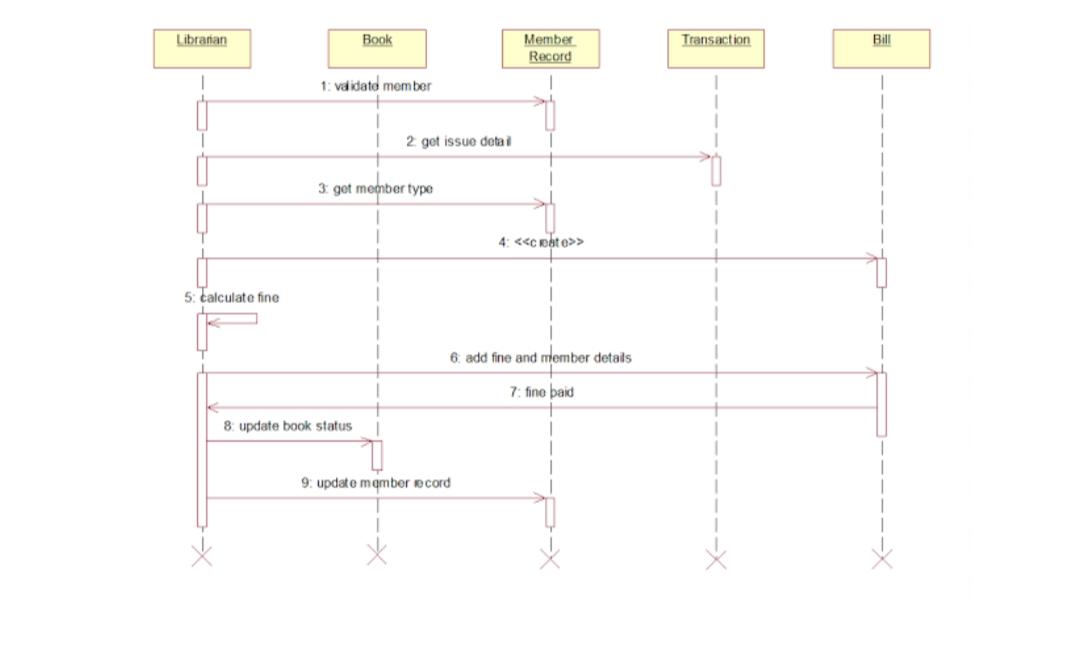 Librarian
Book
Member
Record
Transaction
Bill
1: validate member
2: get issue detail
3: get member type
4: <<create>>
5: calculate fine
6: add fine and member details
7: fine paid
8: update book status
9: update member record